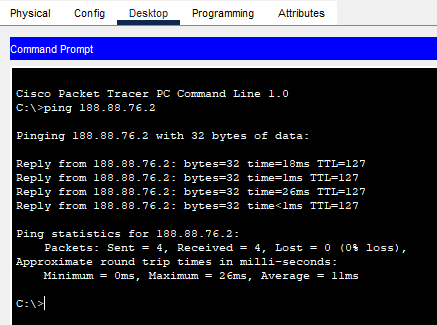 Physical Config Desktop Programming Attributes
Command Prompt
Cisco Packet Tracer PC Command Line 1.0
C:\>ping 188.88.76.2
Pinging 188.88.76.2 with 32 bytes of data:
Reply from 188.88.76.2: bytes=32 time=18ms TTL=127
Reply from 188.88.76.2: bytes=32 time=1ms TTL=127
Reply from 188.88.76.2: bytes=32 time=26ms TTL=127
Reply from 188.88.76.2: bytes=32 time<1ms TTL=127
Ping statistics for 188.88.76.2:
Packets: Sent = 4, Received = 4, Lost = 0 (0% loss),
Approximate round trip times in milli-seconds:
Minimum = 0ms, Maximum = 26ms, Average = 11ms
C:\>